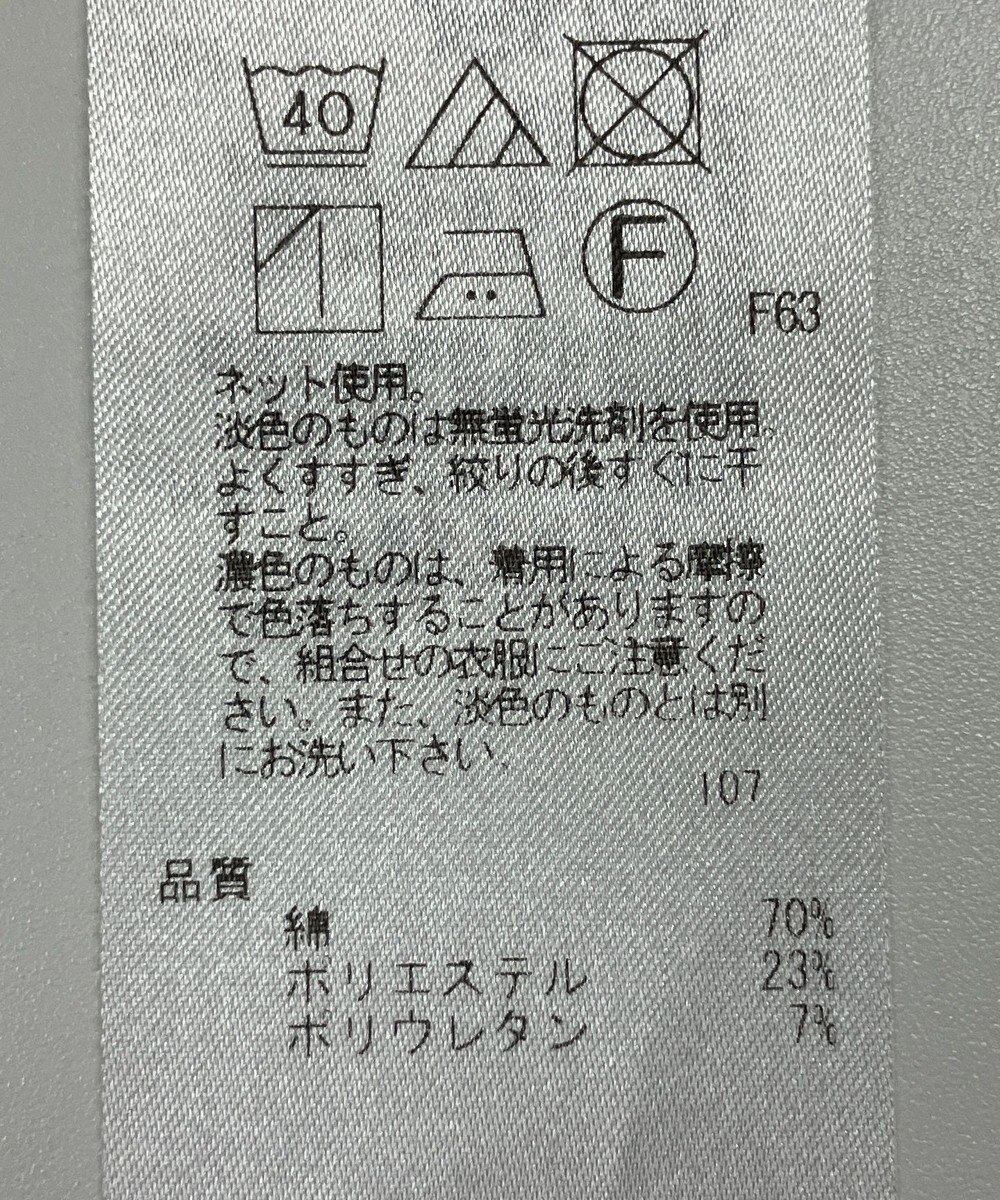 40
F
F63
ネット使用。
淡色のものは無蛍光洗剤を使用。
よくすすぎ、絞りの後すぐに干
すこと。
濃色のものは、着用による摩擦
で色落ちすることがありますの
で、組合せの衣服にご注意くだ
さい。また、淡色のものとは別
にお洗い下さい。
107
品質
綿 70%
ポリエステル 23%
ポリウレタン 7%